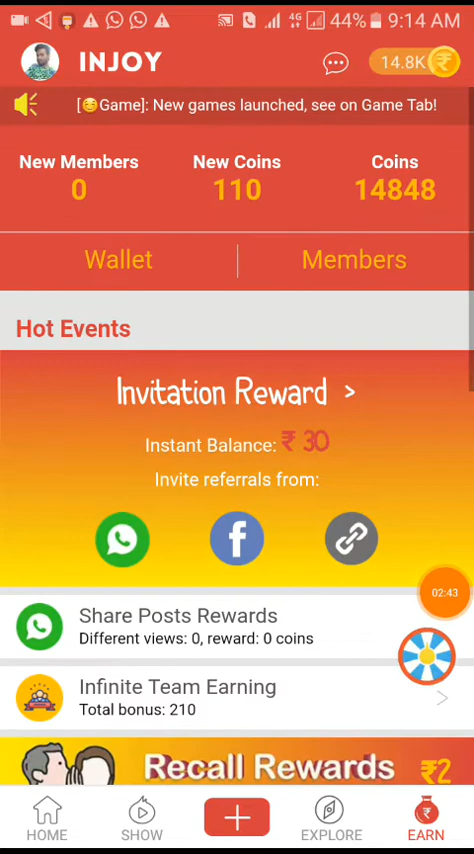 4G 44% 9:14 AM
INJOY 14.8K ₹
[😏Game]: New games launched, see on Game Tab!
New Members New Coins Coins
0 110 14848
Wallet Members
Hot Events
Invitation Reward >
Instant Balance: ₹ 30
Invite referrals from:
f
02:43
Share Posts Rewards
Different views: 0, reward: 0 coins
Infinite Team Earning
Total bonus: 210
Recall Rewards ₹2
HOME SHOW EXPLORE EARN